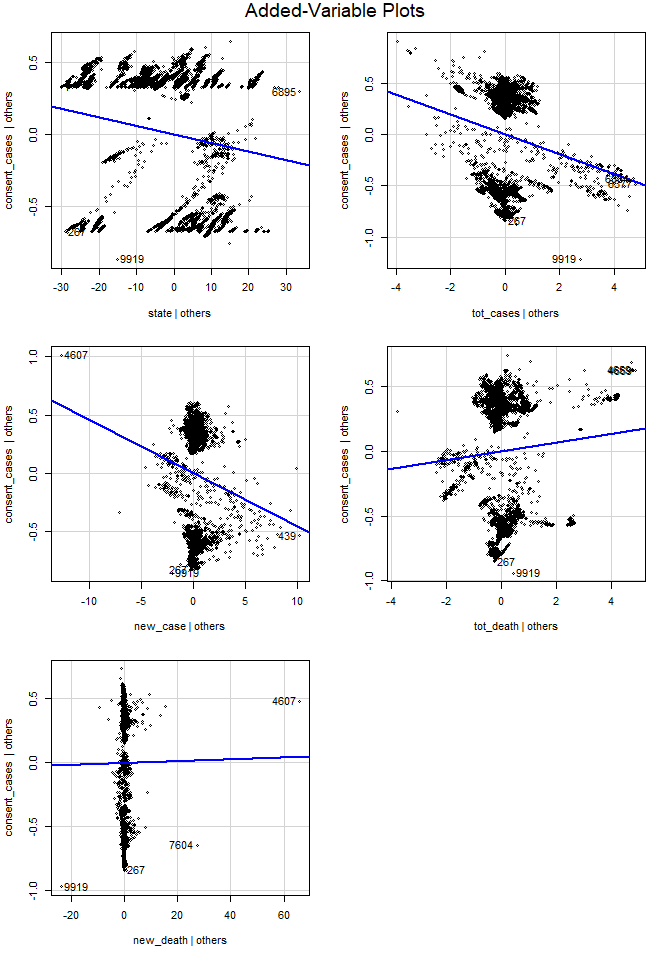 Added-Variable Plots
consent_cases | others
0.5
0.0
-0.5
6895
267
9919
-30 -20 -10 0 10 20 30
state | others
consent_cases | others
0.5
0.0
-0.5
-1.0
267
9919
-4 -2 0 2 4
tot_cases | others
consent_cases | others
1.0
0.5
0.0
-0.5
4607
439
267
9919
-10 -5 0 5 10
new_case | others
consent_cases | others
0.5
0.0
-0.5
-1.0
267
9919
-4 -2 0 2 4
tot_death | others
consent_cases | others
0.5
0.0
-0.5
-1.0
4607
7604
267
9919
-20 0 20 40 60
new_death | others